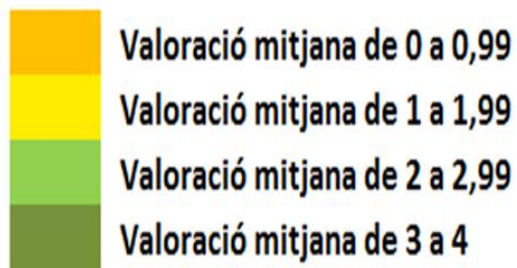 Valoració mitjana de 0 a 0,99
Valoració mitjana de 1 a 1,99
Valoració mitjana de 2 a 2,99
Valoració mitjana de 3 a 4